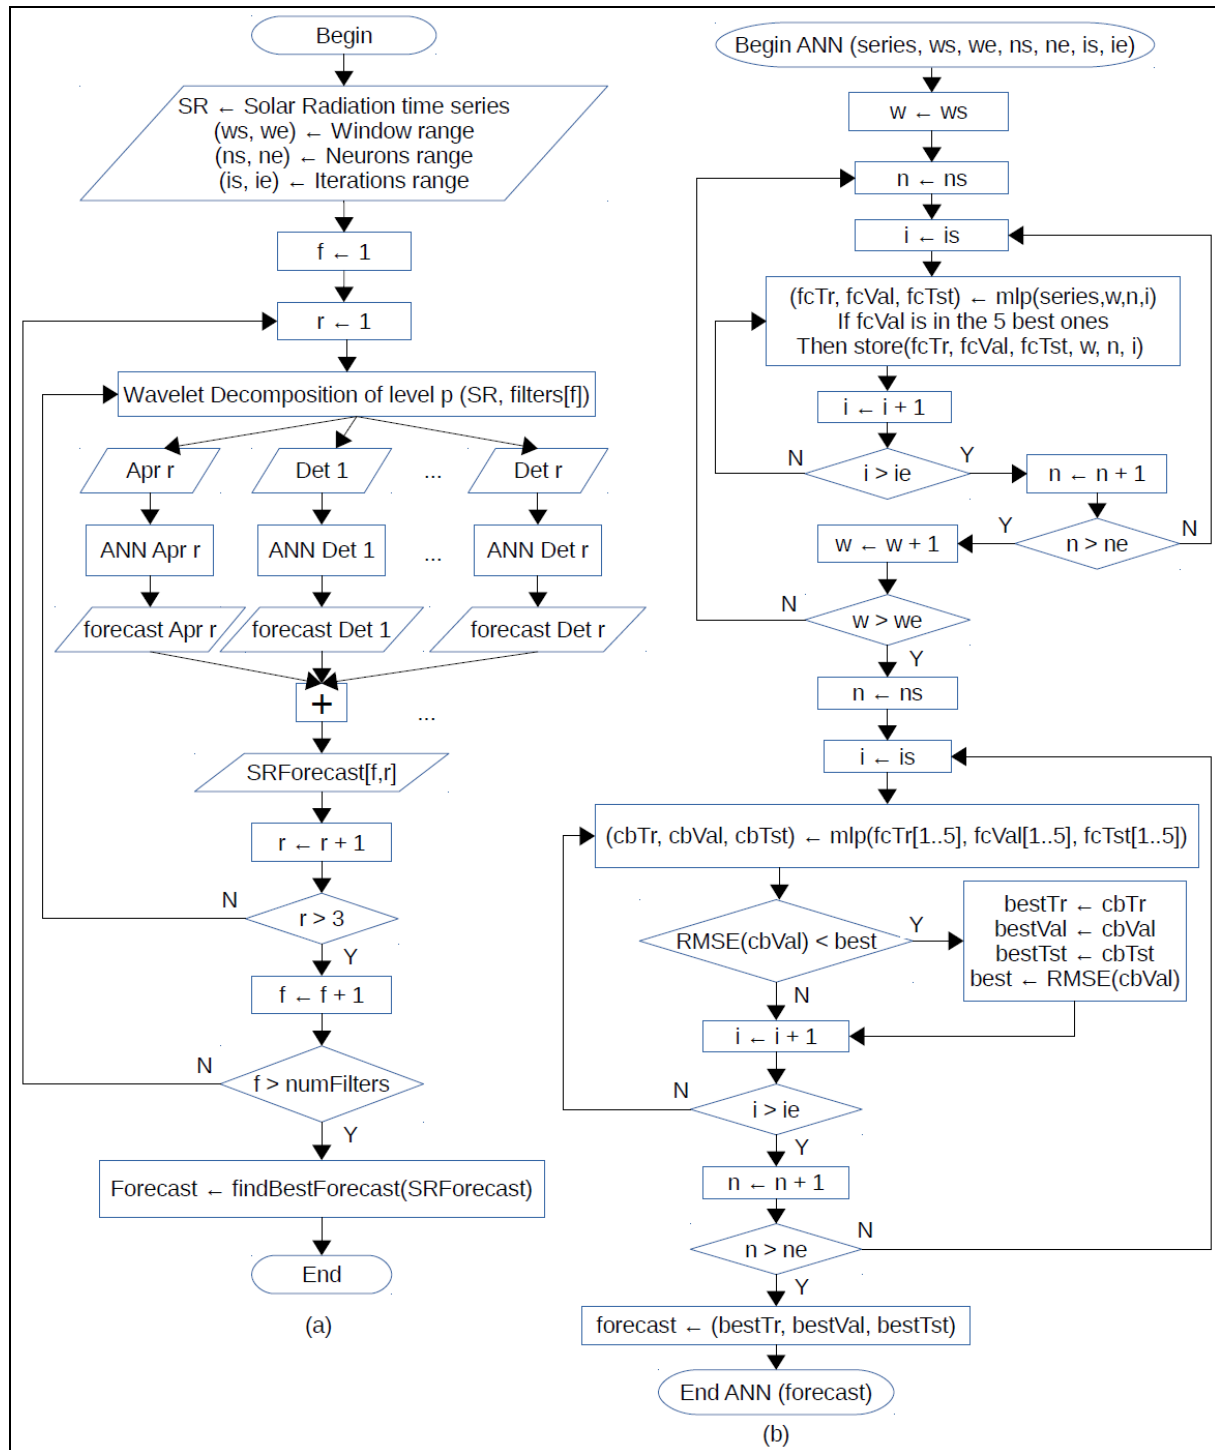 Begin
SR ← Solar Radiation time series
(ws, we) ← Window range
(ns, ne) ← Neurons range
(is, ie) ← Iterations range
f ← 1
r ← 1
Wavelet Decomposition of level p (SR, filters[f])
Apr r
Det 1
...
Det r
ANN Apr r
ANN Det 1
...
ANN Det r
forecast Apr r
forecast Det 1
forecast Det r
+
...
SRForecast[f,r]
r ← r + 1
N
r > 3
Y
f ← f + 1
N
f > numFilters
Y
Forecast ← findBestForecast(SRForecast)
End
(a)
Begin ANN (series, ws, we, ns, ne, is, ie)
w ← ws
n ← ns
i ← is
(fcTr, fcVal, fcTst) ← mlp(series,w,n,i)
If fcVal is in the 5 best ones
Then store(fcTr, fcVal, fcTst, w, n, i)
i ← i + 1
N
i > ie
Y
n ← n + 1
w ← w + 1
Y
n > ne
N
N
w > we
Y
n ← ns
i ← is
(cbTr, cbVal, cbTst) ← mlp(fcTr[1..5], fcVal[1..5], fcTst[1..5])
RMSE(cbVal) < best
Y
bestTr ← cbTr
bestVal ← cbVal
bestTst ← cbTst
best ← RMSE(cbVal)
N
i ← i + 1
N
i > ie
Y
n ← n + 1
n > ne
N
Y
forecast ← (bestTr, bestVal, bestTst)
End ANN (forecast)
(b)